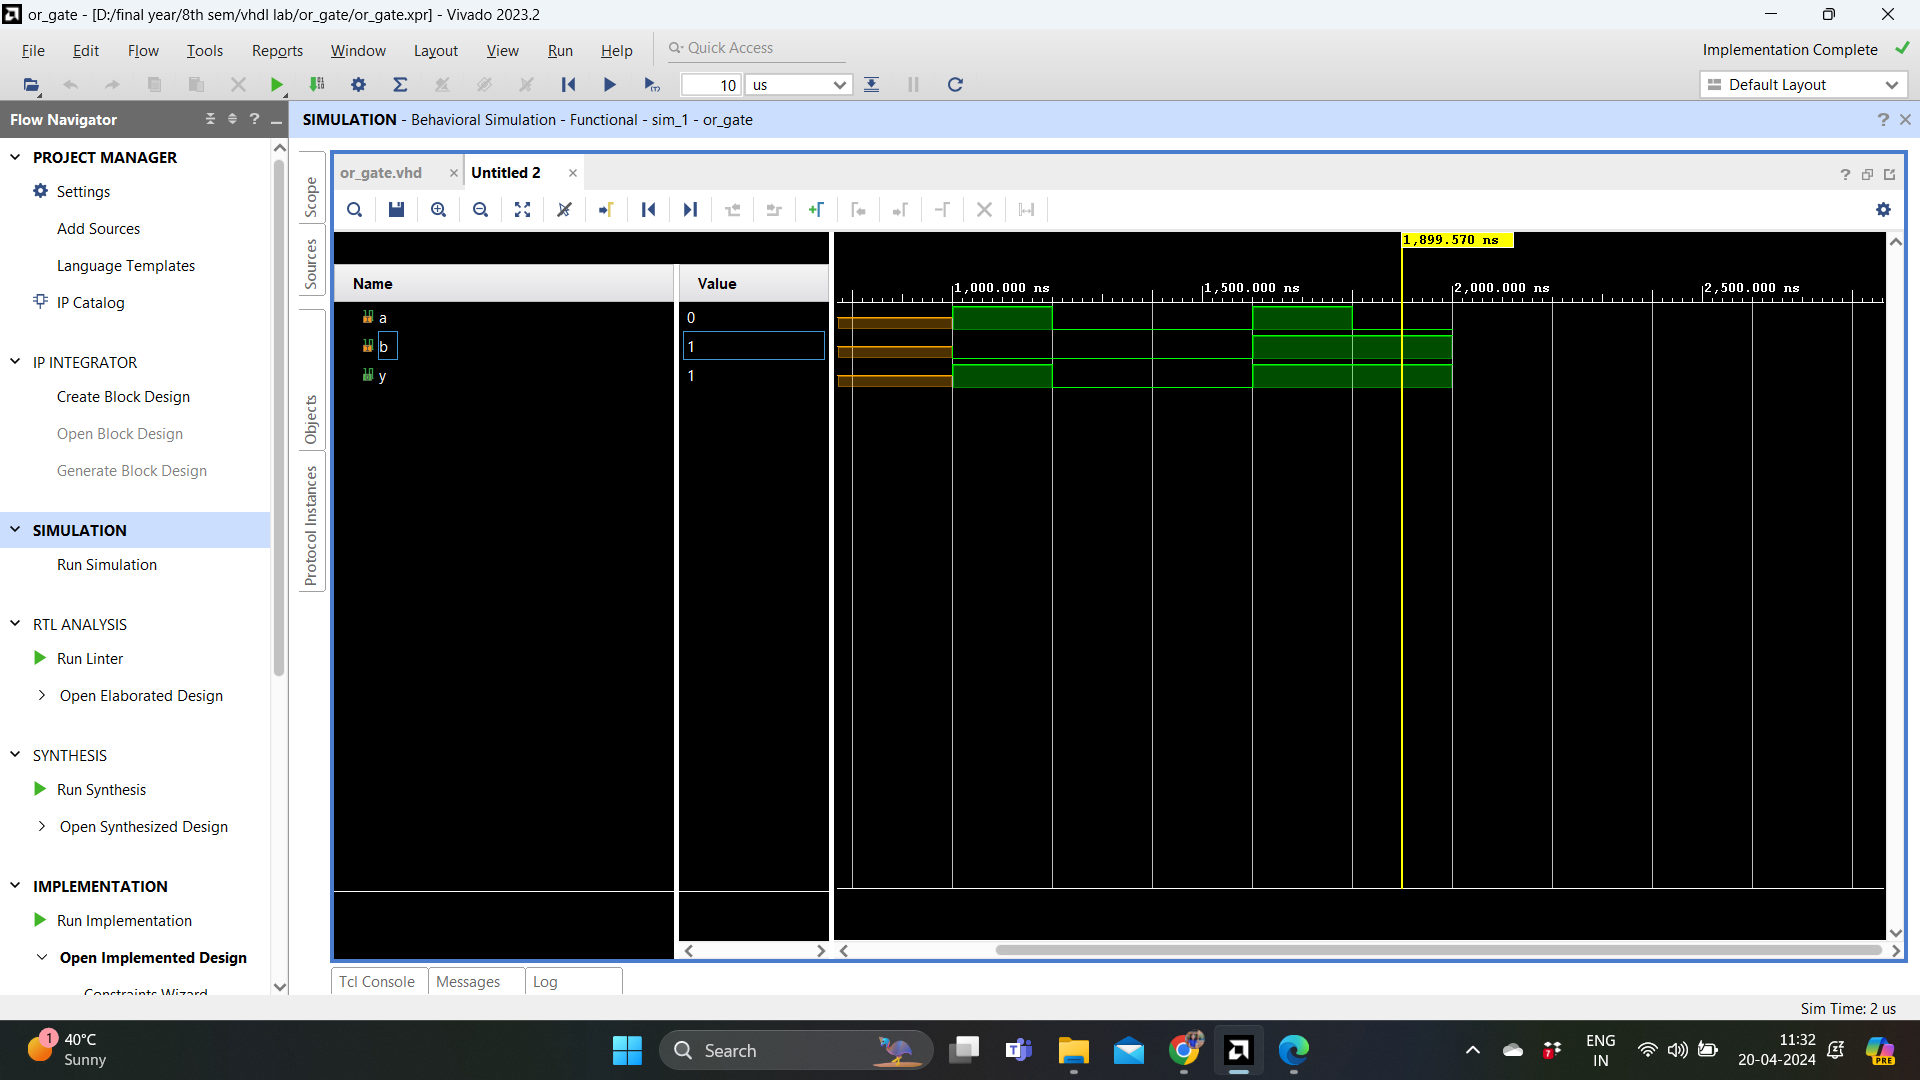 or_gate - [D:/final year/8th sem/vhdl lab/or_gate/or_gate.xpr] - Vivado 2023.2
File Edit Flow Tools Reports Window Layout View Run Help Quick Access
Implementation Complete
10 us
Default Layout
Flow Navigator
SIMULATION - Behavioral Simulation - Functional - sim_1 - or_gate
PROJECT MANAGER
Settings
Add Sources
Language Templates
IP Catalog
IP INTEGRATOR
Create Block Design
Open Block Design
Generate Block Design
SIMULATION
Run Simulation
RTL ANALYSIS
Run Linter
Open Elaborated Design
SYNTHESIS
Run Synthesis
Open Synthesized Design
IMPLEMENTATION
Run Implementation
Open Implemented Design
Constraints Wizard
Scope
Sources
Objects
Protocol Instances
or_gate.vhd
Untitled 2
1,899.570 ns
Name Value
1,000.000 ns 1,500.000 ns 2,000.000 ns 2,500.000 ns
a 0
b 1
y 1
Tcl Console Messages Log
Sim Time: 2 us
1
40°C
Sunny
Search
7
ENG
IN
11:32
20-04-2024
PRE